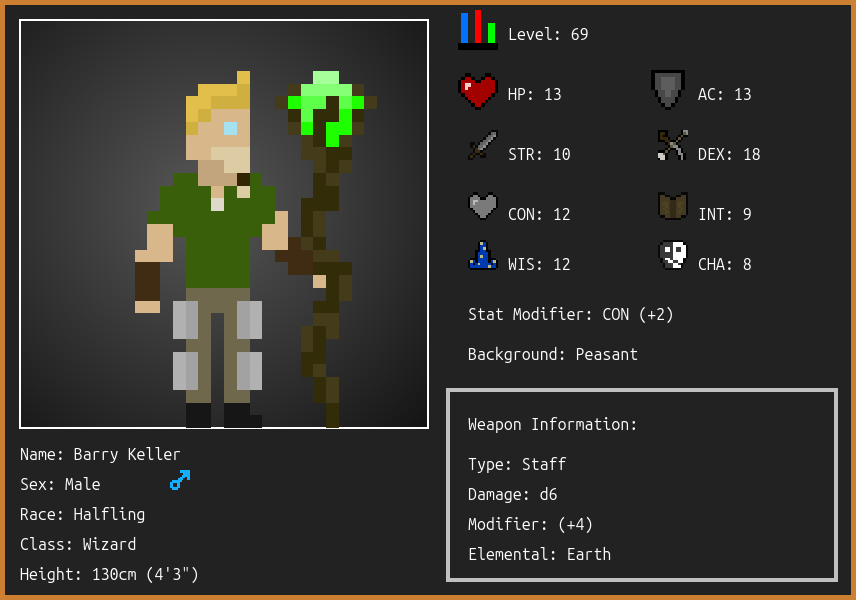 Level: 69
HP: 13
AC: 13
STR: 10
DEX: 18
CON: 12
INT: 9
WIS: 12
CHA: 8
Stat Modifier: CON (+2)
Background: Peasant
Weapon Information:
Type: Staff
Damage: d6
Modifier: (+4)
Elemental: Earth
Name: Barry Keller
Sex: Male
Race: Halfling
Class: Wizard
Height: 130cm (4'3")